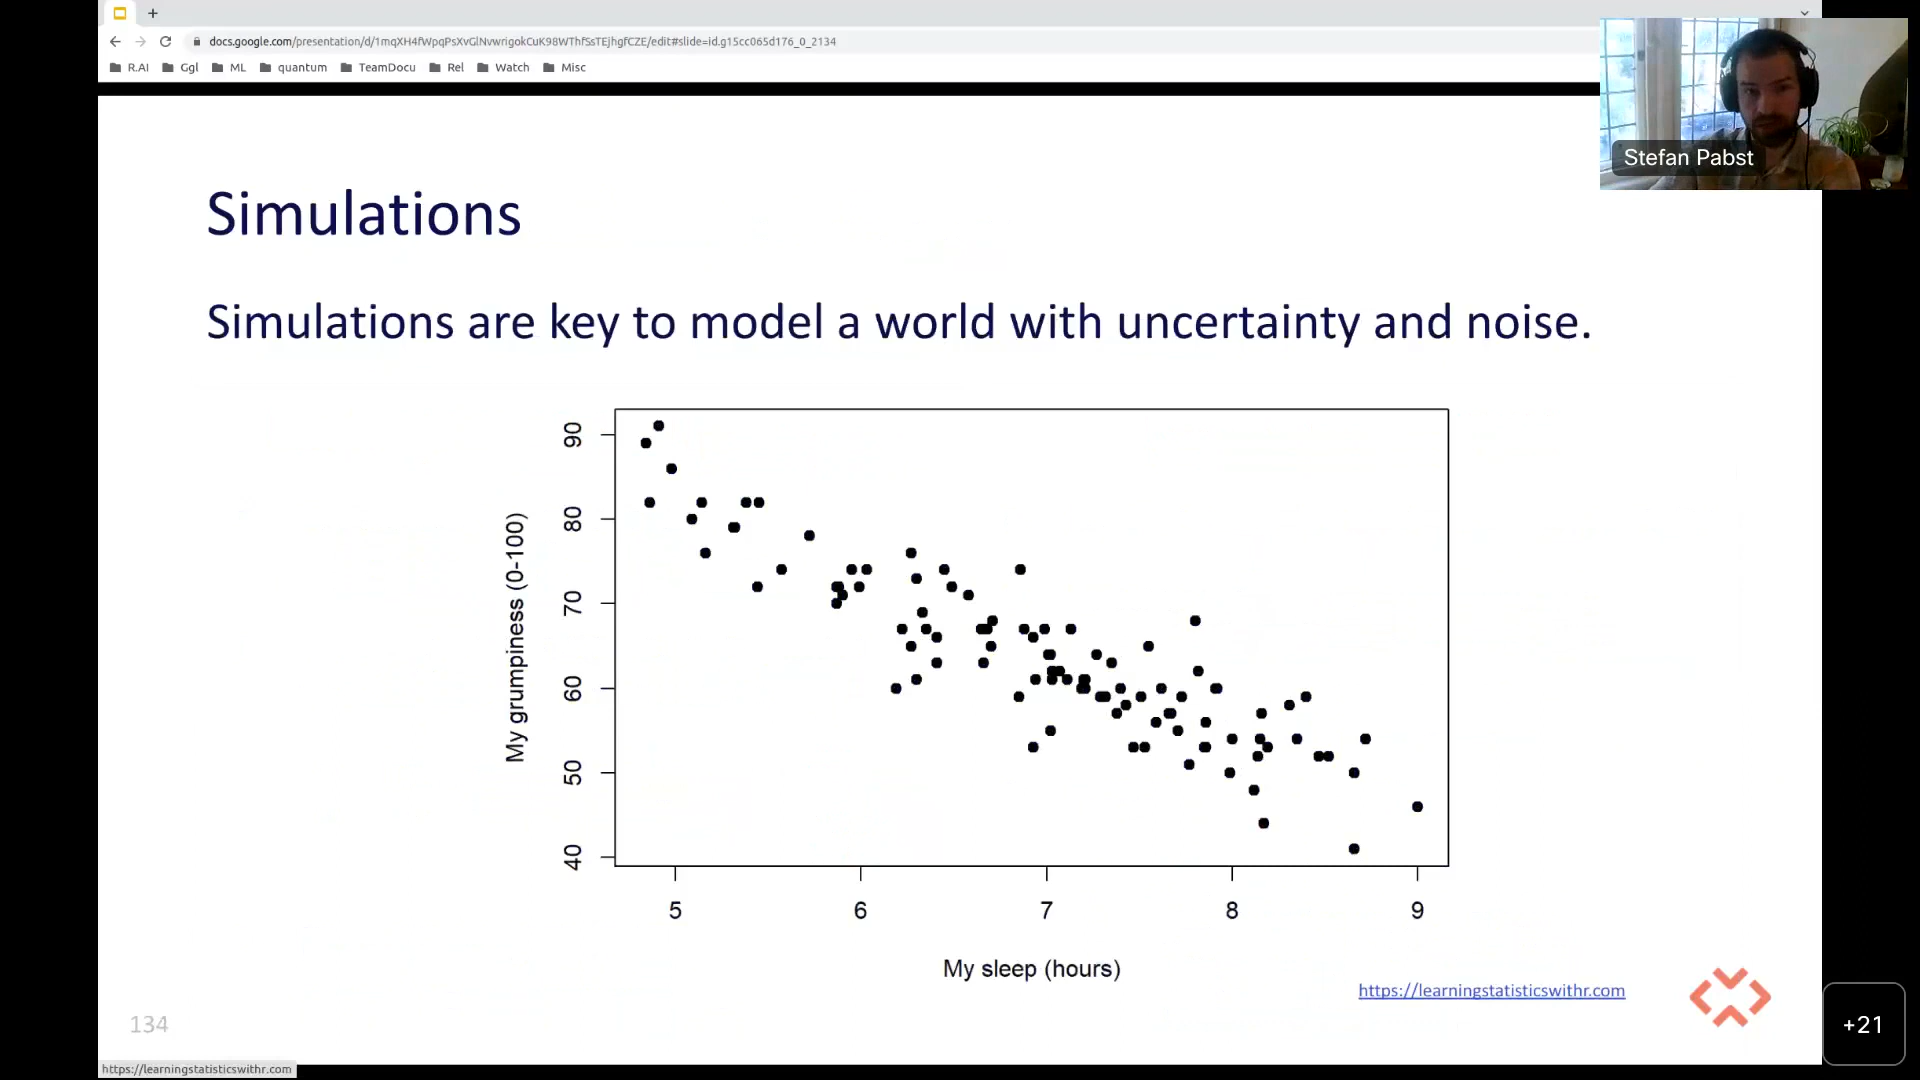 docs.google.com/presentation/d/1mqXH4fWpqPsXvGlNvwrigokCuK98WThfSsTEjhgfCZE/edit#slide=id.g15cc065d176_0_2134
R.AI Ggl ML quantum TeamDocu Rel Watch Misc
Stefan Pabst
Simulations
Simulations are key to model a world with uncertainty and noise.
My grumpiness (0-100)
90
80
70
60
50
40
5 6 7 8 9
My sleep (hours)
https://learningstatisticswithr.com
134
+21
https://learningstatisticswithr.com